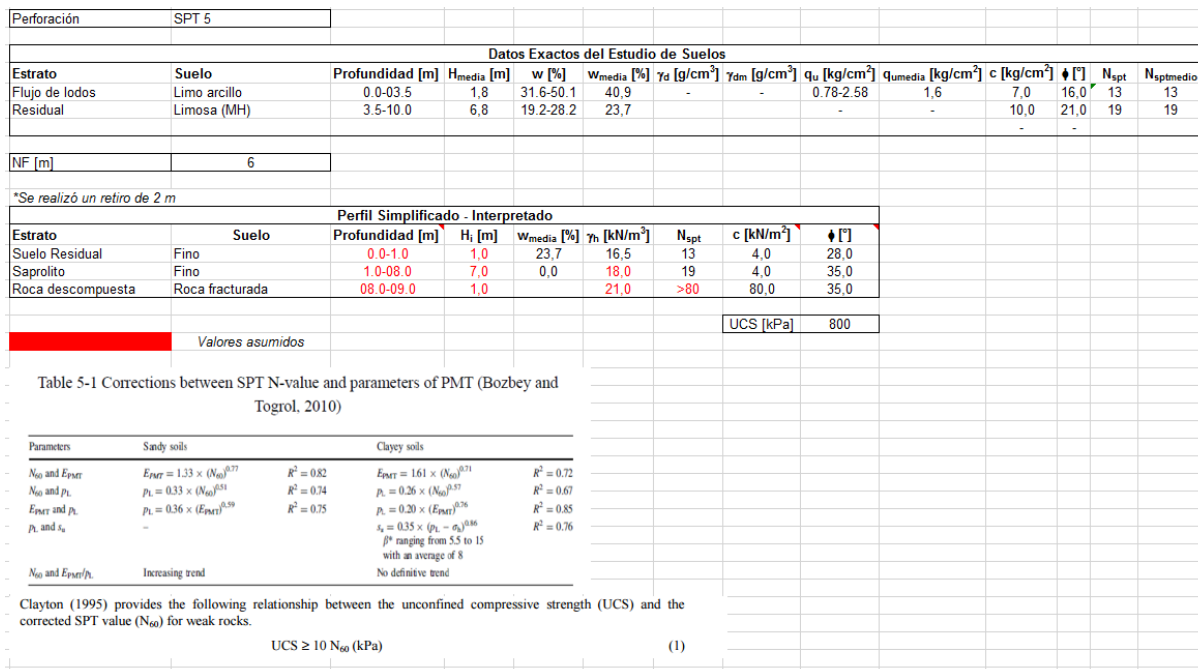 Perforación SPT 5
Datos Exactos del Estudio de Suelos
Estrato Suelo Profundidad [m] Hmedia [m] w [%] wmedia [%] γd [g/cm³] γdm [g/cm³] qu [kg/cm²] qumedia [kg/cm²] c [kg/cm²] ϕ [°] Nspt Nsptmedio
Flujo de lodos Limo arcillo 0.0-03.5 1,8 31.6-50.1 40,9 - - 0.78-2.58 1,6 7,0 16,0 13 13
Residual Limosa (MH) 3.5-10.0 6,8 19.2-28.2 23,7 - - 10,0 21,0 19 19
- -
NF [m] 6
*Se realizó un retiro de 2 m
Perfil Simplificado - Interpretado
Estrato Suelo Profundidad [m] Hi [m] wmedia [%] γh [kN/m³] Nspt c [kN/m²] ϕ [°]
Suelo Residual Fino 0.0-1.0 1,0 23,7 16,5 13 4,0 28,0
Saprolito Fino 1.0-08.0 7,0 0,0 18,0 19 4,0 35,0
Roca descompuesta Roca fracturada 08.0-09.0 1,0 21,0 >80 80,0 35,0
UCS [kPa] 800
Valores asumidos
Table 5-1 Corrections between SPT N-value and parameters of PMT (Bozbey and
Togrol, 2010)
Parameters Sandy soils Clayey soils
N60 and EPMT EPMT = 1.33 × (N60)^0.77 R² = 0.82 EPMT = 1.61 × (N60)^0.71 R² = 0.72
N60 and pL pL = 0.33 × (N60)^0.51 R² = 0.74 pL = 0.26 × (N60)^0.57 R² = 0.67
EPMT and pL pL = 0.36 × (EPMT)^0.59 R² = 0.75 pL = 0.20 × (EPMT)^0.76 R² = 0.85
pL and su – su = 0.35 × (pL − σh)^0.86 R² = 0.76
β* ranging from 5.5 to 15
with an average of 8
N60 and EPMT/pL Increasing trend No definitive trend
Clayton (1995) provides the following relationship between the unconfined compressive strength (UCS) and the
corrected SPT value (N60) for weak rocks.
UCS ≥ 10 N60 (kPa) (1)